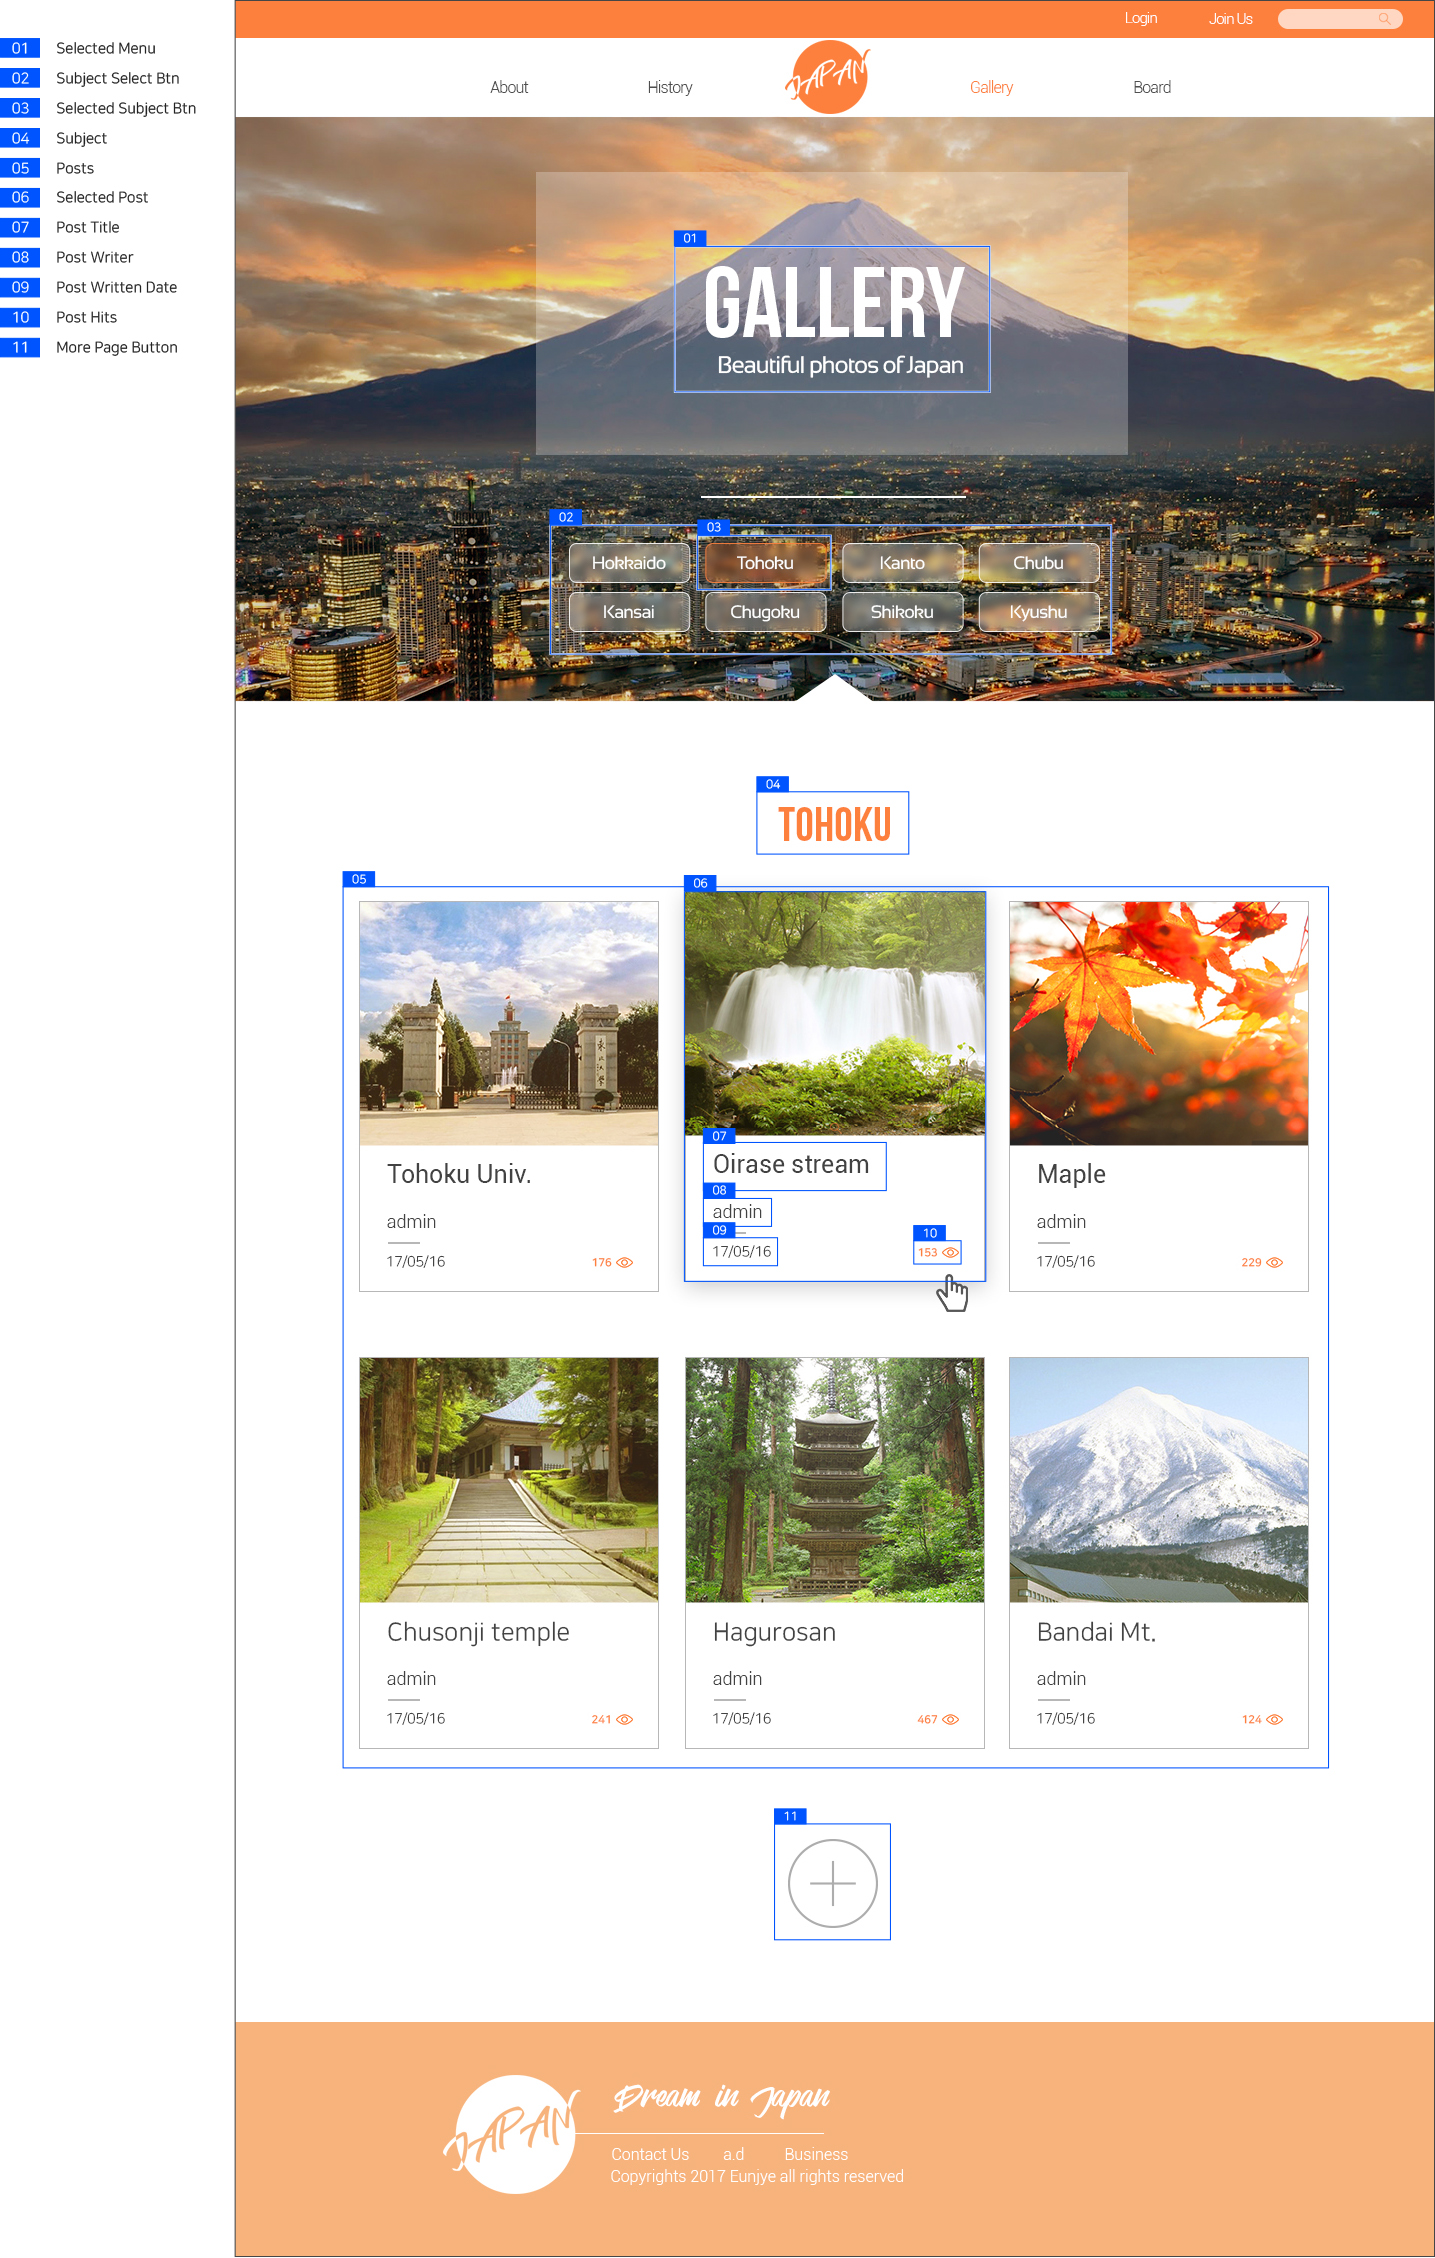 Login Join Us
01 Selected Menu
02 Subject Select Btn
03 Selected Subject Btn
04 Subject
05 Posts
06 Selected Post
07 Post Title
08 Post Writer
09 Post Written Date
10 Post Hits
11 More Page Button
About History JAPAN Gallery Board
01
GALLERY
Beautiful photos of Japan
02
03
Hokkaido Tohoku Kanto Chubu
Kansai Chugoku Shikoku Kyushu
04
TOHOKU
05
06
Tohoku Univ.
admin
17/05/16 176
07
Oirase stream
08
admin
09
10
17/05/16 153
Maple
admin
17/05/16 229
Chusonji temple
admin
17/05/16 241
Hagurosan
admin
17/05/16 467
Bandai Mt.
admin
17/05/16 124
11
JAPAN
Dream in Japan
Contact Us a.d Business
Copyrights 2017 Eunjye all rights reserved